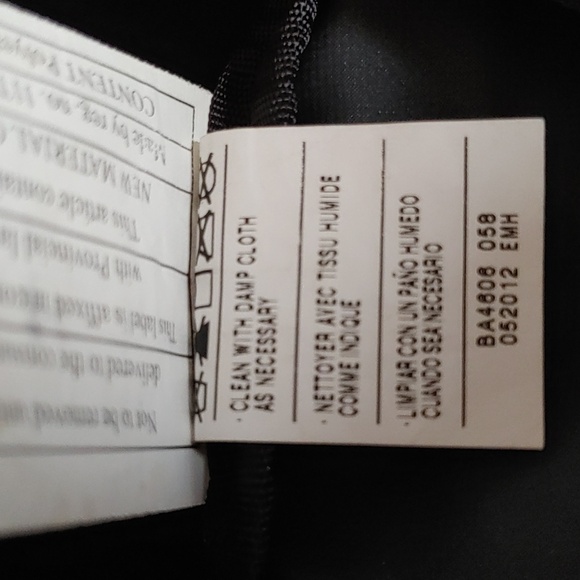 Not to be removed
delivered to the
This label is affixed in
with Provincial
This article
NEW MATERIAL
Made by reg. no.
CONTENT
· CLEAN WITH DAMP CLOTH
AS NECESSARY
· NETTOYER AVEC TISSU HUMIDE
COMME INDIQUE
· LIMPIAR CON UN PAÑO HUMEDO
CUANDO SEA NECESARIO
BA4606 058
052012 EMH